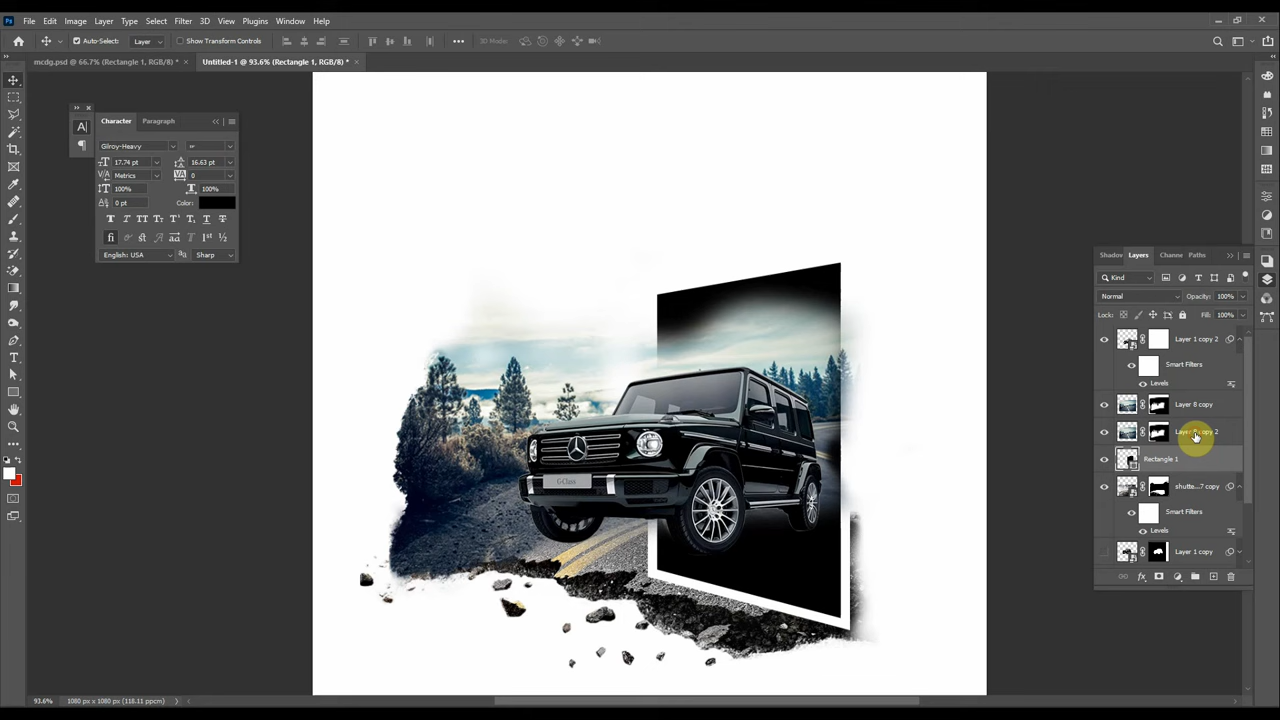 File Edit Image Layer Type Select Filter 3D View Plugins Window Help
Auto-Select: Layer Show Transform Controls 3D Mode:
mcdg.psd @ 66.7% (Rectangle 1, RGB/8) * × Untitled-1 @ 93.6% (Rectangle 1, RGB/8) * ×
Character Paragraph
Gilroy-Heavy
17.74 pt 16.63 pt
Metrics 0
100% 100%
0 pt Color:
English: USA Sharp
G-Class
Shadow Layers Channe Paths
Kind
Normal Opacity: 100%
Lock: Fill: 100%
Layer 1 copy 2
Smart Filters
Levels
Layer 8 copy
Rectangle 1
shutte...7 copy
Smart Filters
Levels
Layer 1 copy
93.6% 1080 px x 1080 px (118.11 ppcm)